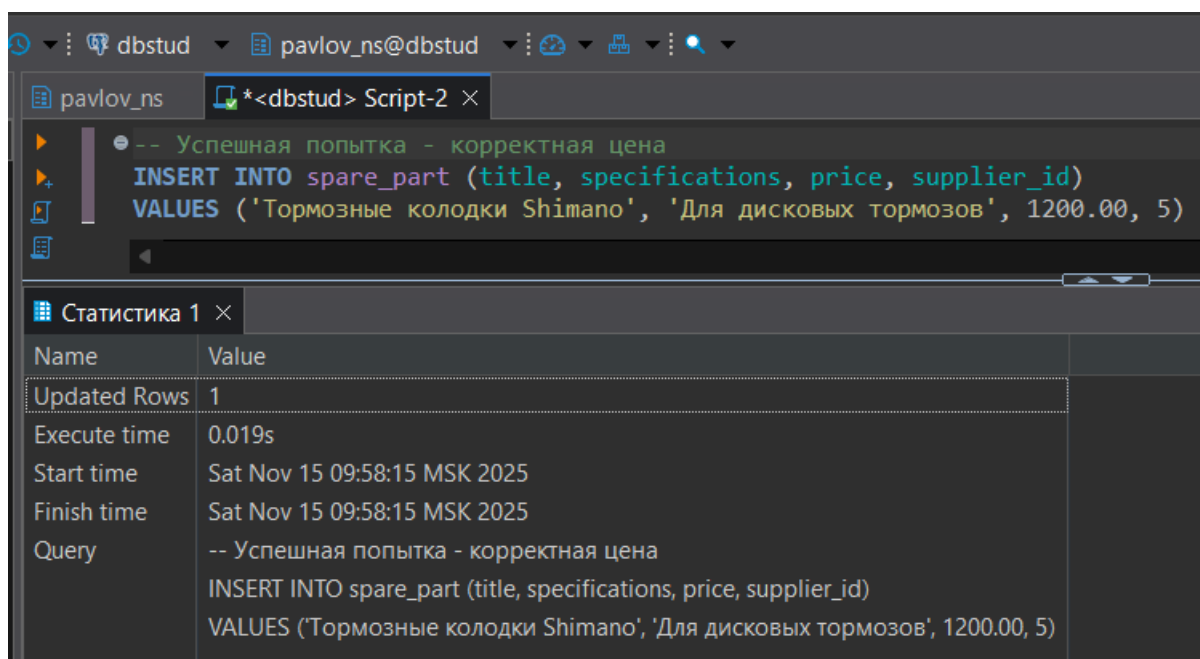 dbstud pavlov_ns@dbstud
pavlov_ns *<dbstud> Script-2
-- Успешная попытка - корректная цена
INSERT INTO spare_part (title, specifications, price, supplier_id)
VALUES ('Тормозные колодки Shimano', 'Для дисковых тормозов', 1200.00, 5)
Статистика 1
Name Value
Updated Rows 1
Execute time 0.019s
Start time Sat Nov 15 09:58:15 MSK 2025
Finish time Sat Nov 15 09:58:15 MSK 2025
Query -- Успешная попытка - корректная цена
INSERT INTO spare_part (title, specifications, price, supplier_id)
VALUES ('Тормозные колодки Shimano', 'Для дисковых тормозов', 1200.00, 5)